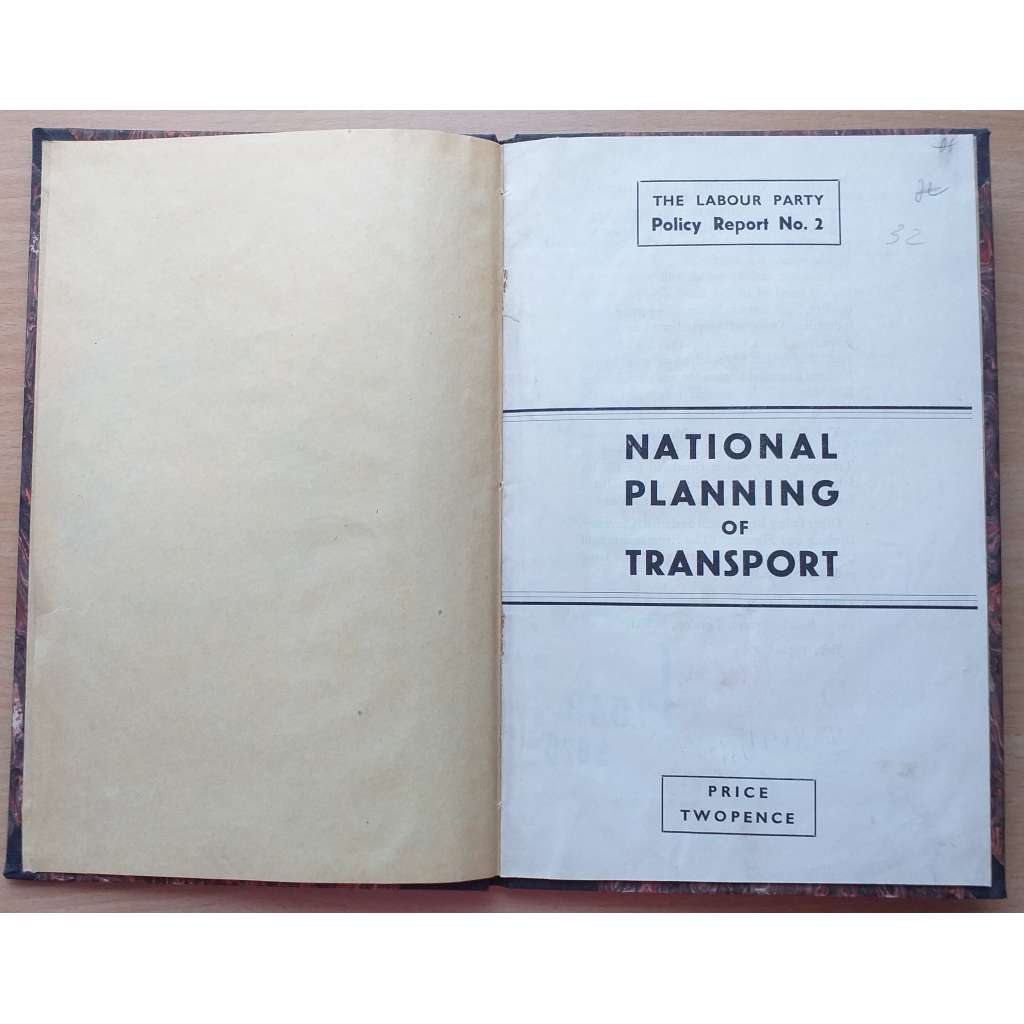 THE LABOUR PARTY
Policy Report No. 2
32
NATIONAL
PLANNING
OF
TRANSPORT
PRICE
TWOPENCE